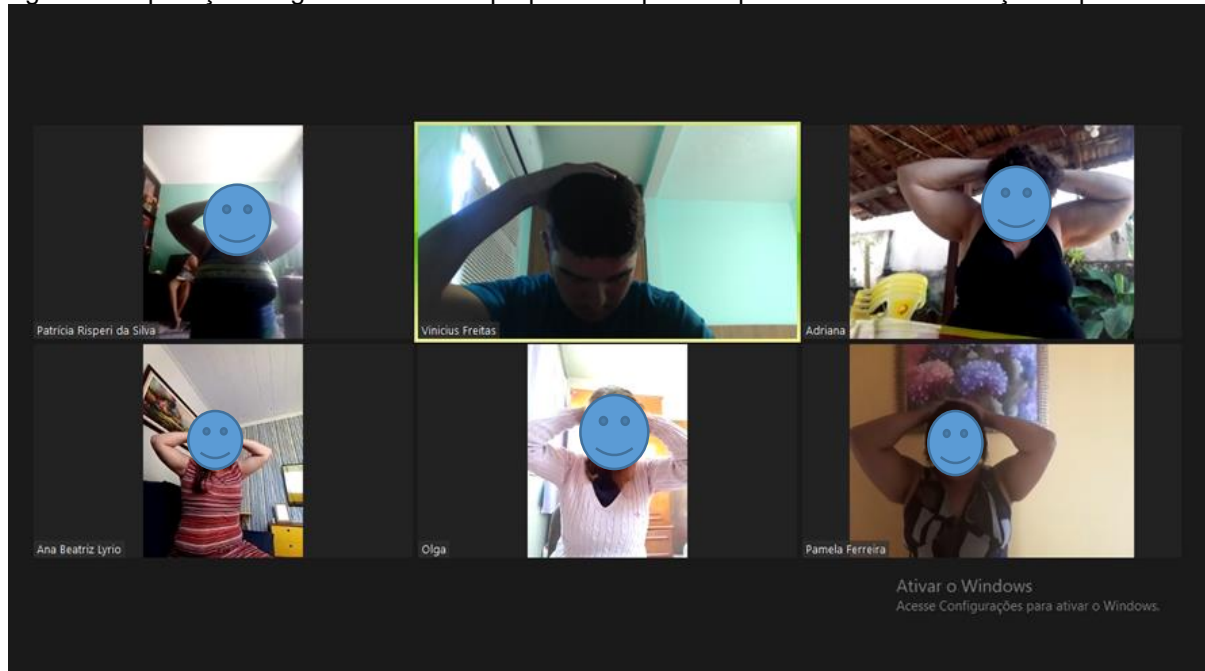 Patrícia Risperi da Silva
Vinicius Freitas
Adriana
Ana Beatriz Lyrio
Olga
Pamela Ferreira
Ativar o Windows
Acesse Configurações para ativar o Windows.